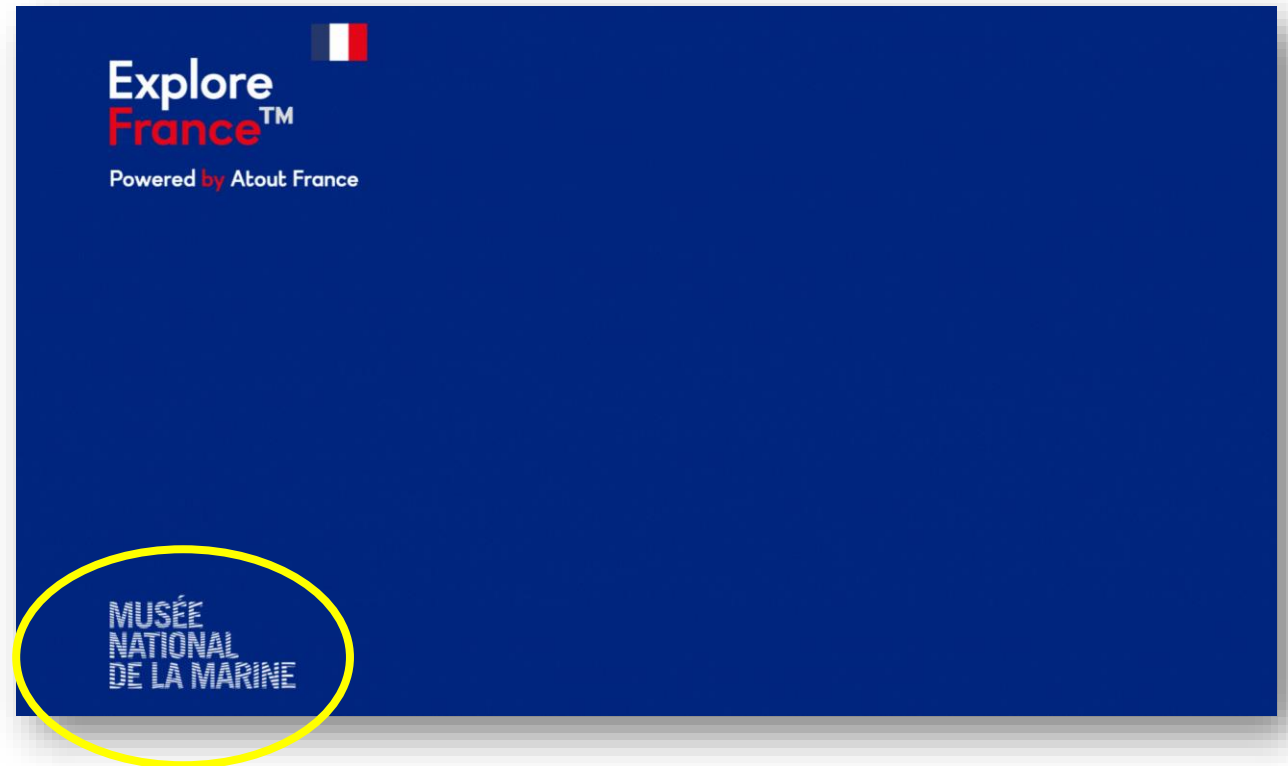 Explore
France™
Powered by Atout France
MUSÉE
NATIONAL
DE LA MARINE